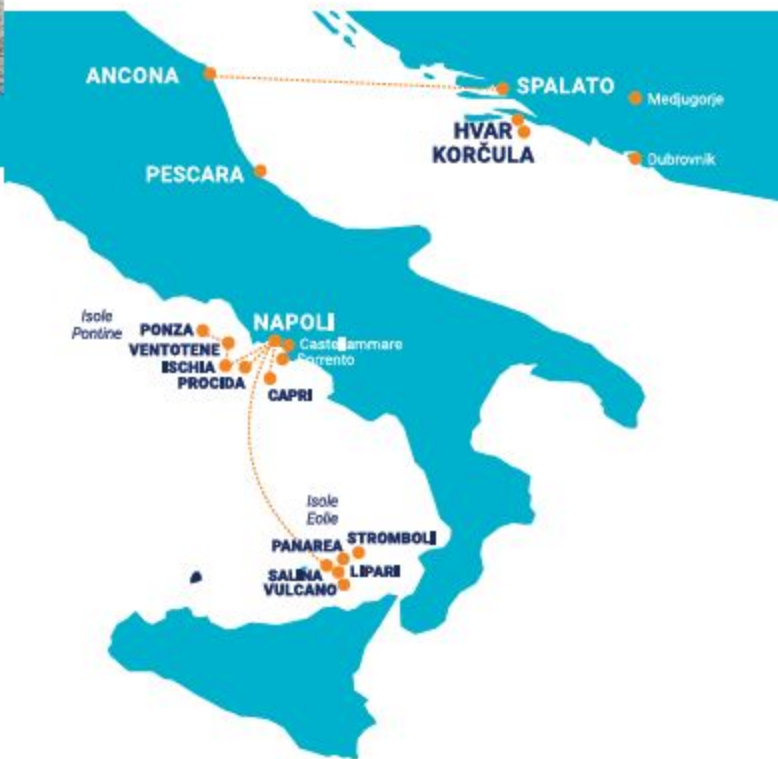 ANCONA
SPALATO
Medjugorje
HVAR
KORČULA
Dubrovnik
PESCARA
Isole
Pontine
NAPOLI
PONZA
VENTOTENE
Castellammare
Sorrento
ISCHIA
PROCIDA
CAPRI
Isole
Eolie
STROMBOLI
PANAREA
SALINA
LIPARI
VULCANO